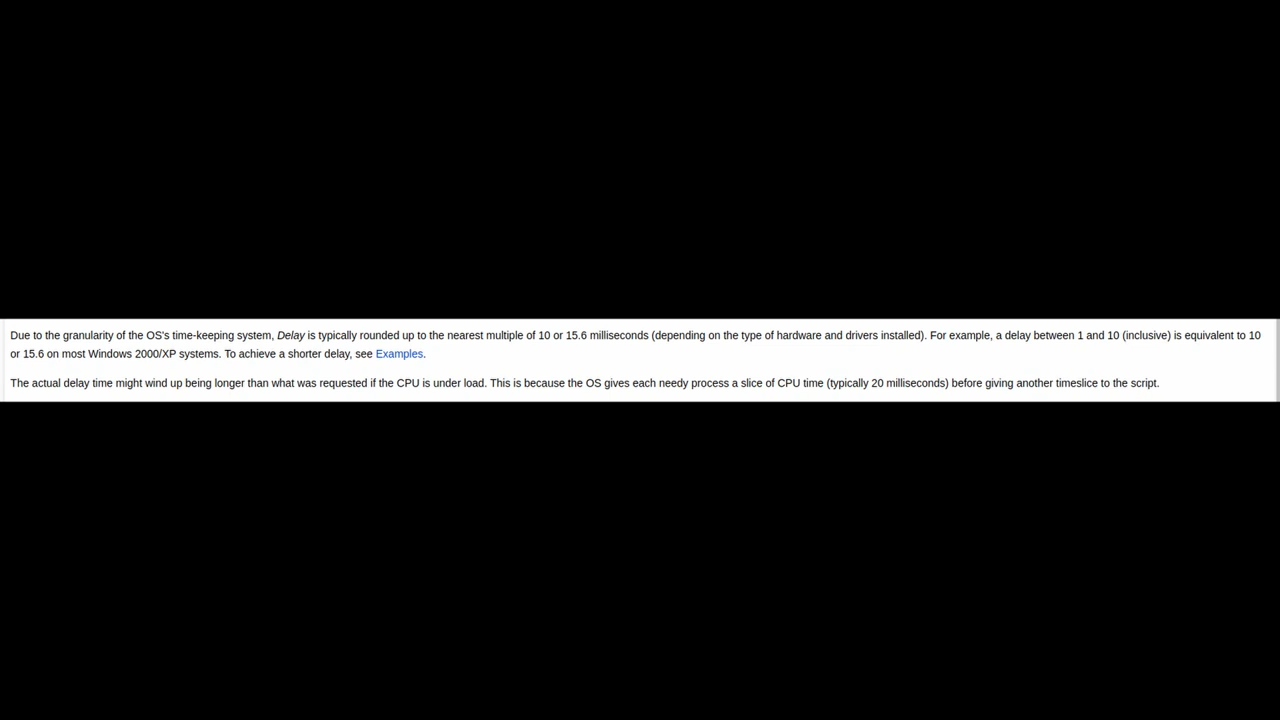 Due to the granularity of the OS's time-keeping system, Delay is typically rounded up to the nearest multiple of 10 or 15.6 milliseconds (depending on the type of hardware and drivers installed). For example, a delay between 1 and 10 (inclusive) is equivalent to 10
or 15.6 on most Windows 2000/XP systems. To achieve a shorter delay, see Examples.
The actual delay time might wind up being longer than what was requested if the CPU is under load. This is because the OS gives each needy process a slice of CPU time (typically 20 milliseconds) before giving another timeslice to the script.